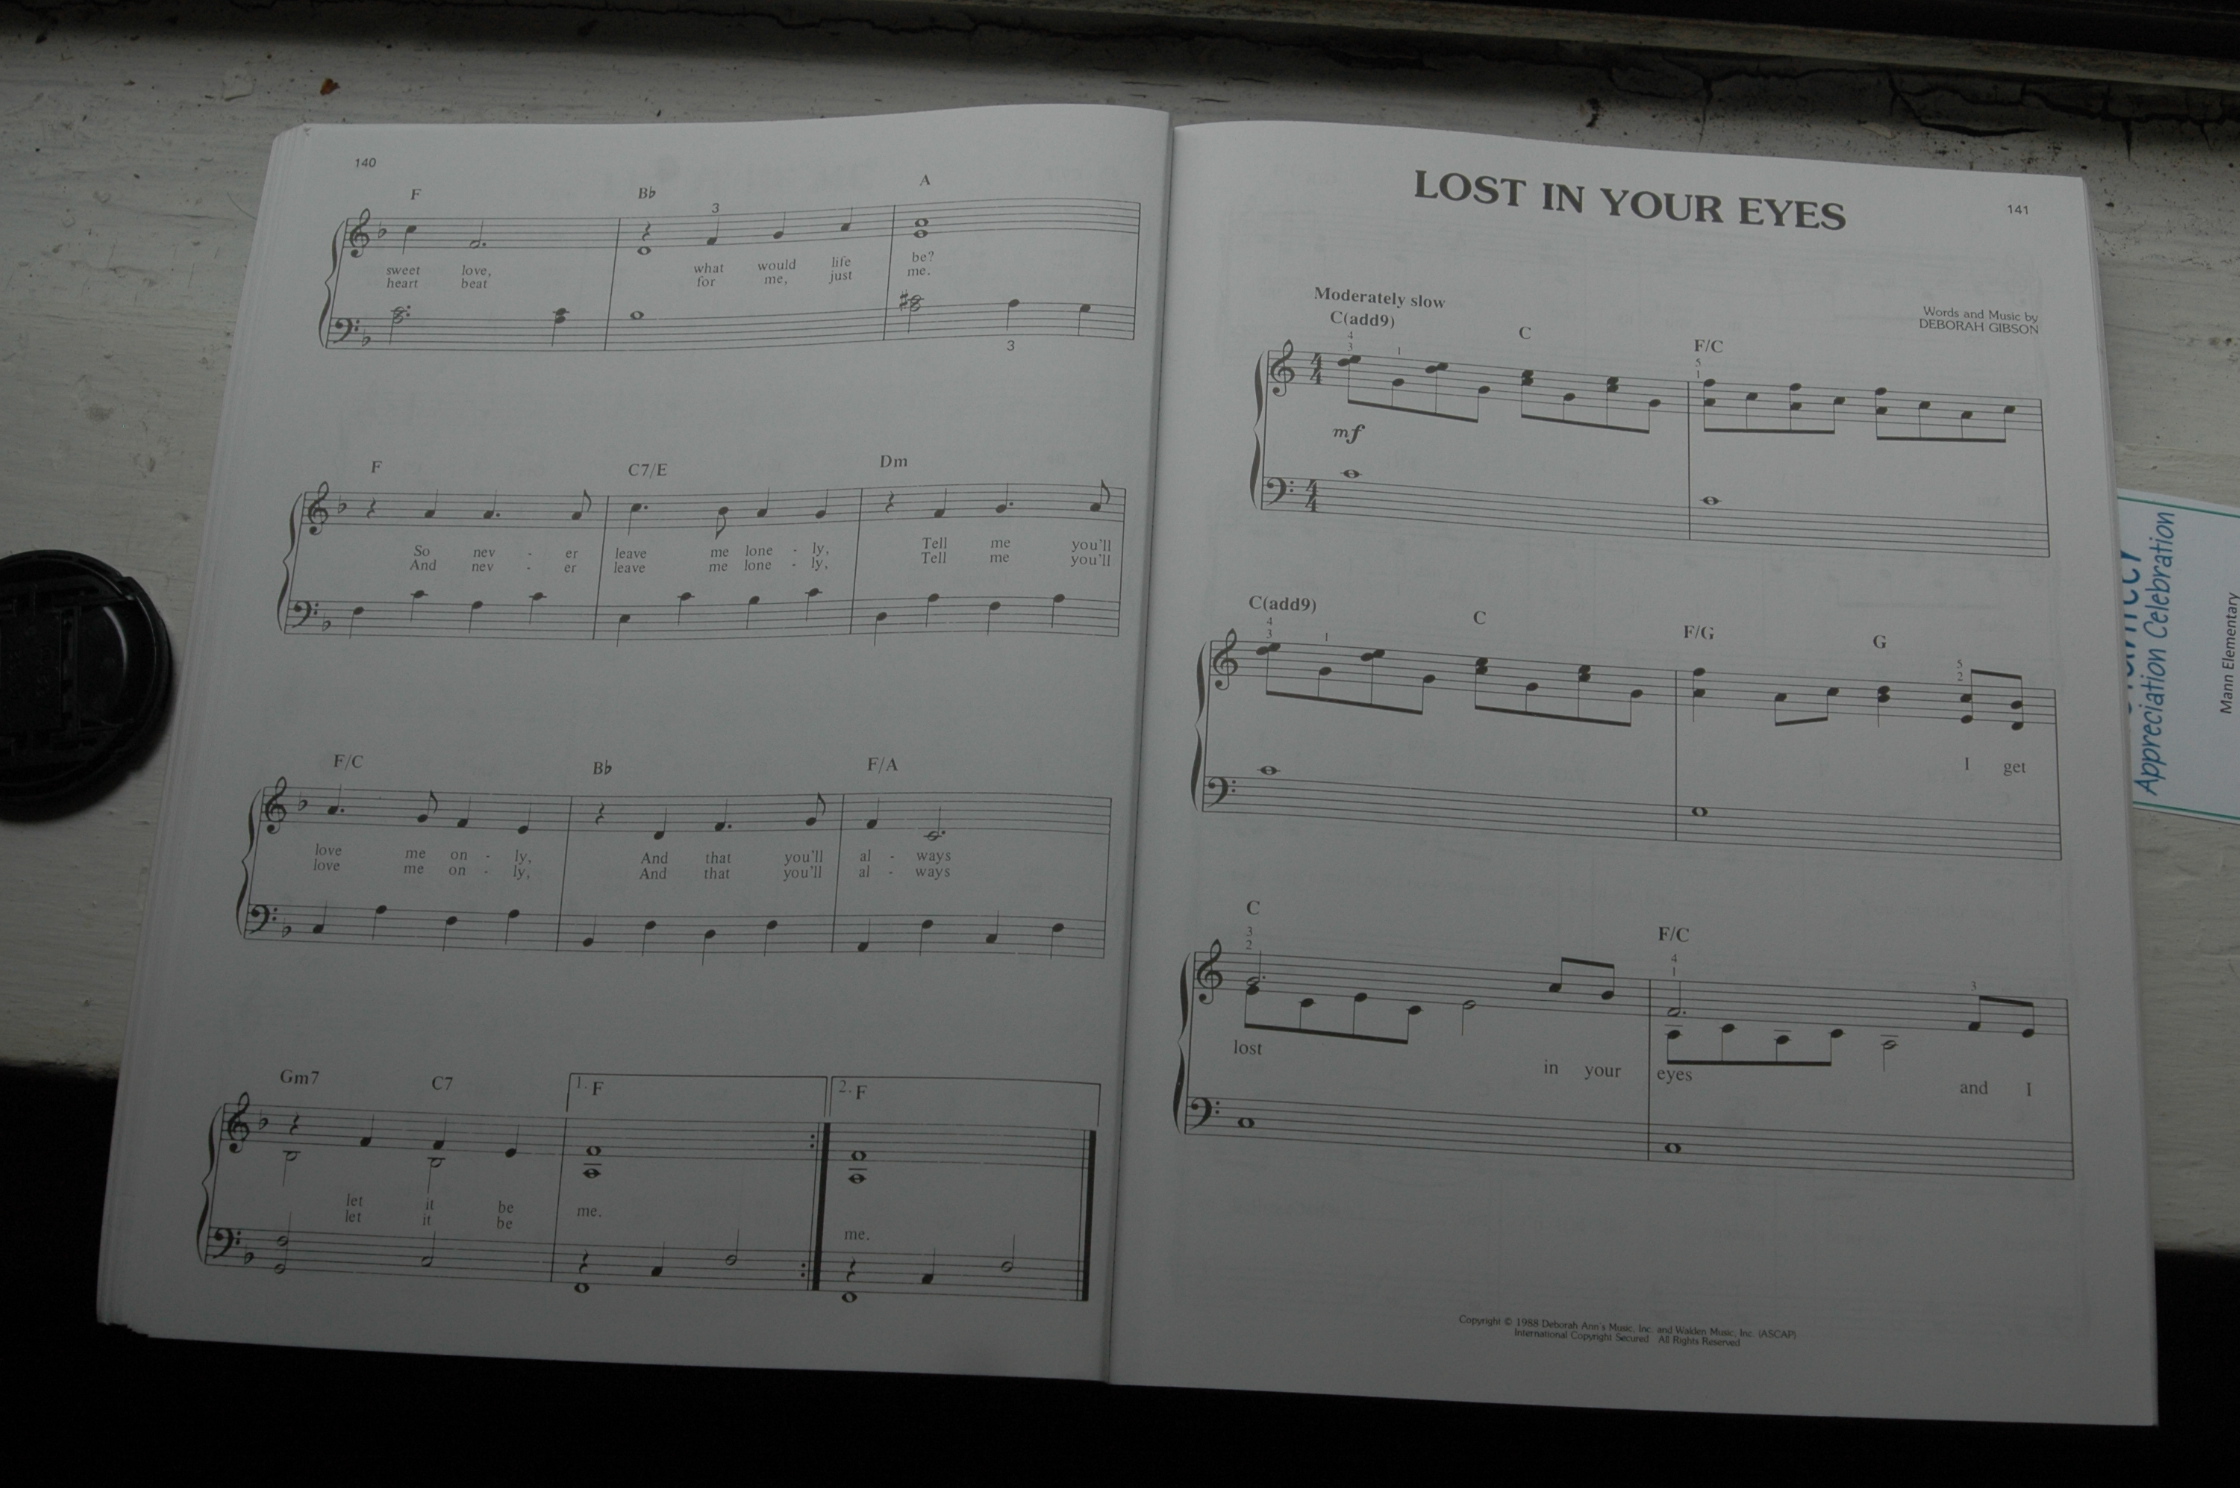 140
F Bb A
3
sweet love, what would life be?
heart beat for me, just me.
3
F C7/E Dm
So nev - er leave me lone - ly, Tell me you'll
And nev - er leave me lone - ly, Tell me you'll
F/C Bb F/A
love me on - ly, And that you'll al - ways
love me on - ly, And that you'll al - ways
Gm7 C7 1. F 2. F
let it be me. me.
let it be
LOST IN YOUR EYES
141
Moderately slow
Words and Music by
DEBORAH GIBSON
C(add9) C F/C
4 5
3 1 1
4
4
mf
4
4
C(add9) C F/G G
4 5
3 1 2
I get
C F/C
3 4 3
2 1
lost in your eyes and I
Copyright © 1988 Deborah Ann's Music, Inc. and Walden Music, Inc. (ASCAP)
International Copyright Secured All Rights Reserved
Appreciation Celebration
Mann Elementary